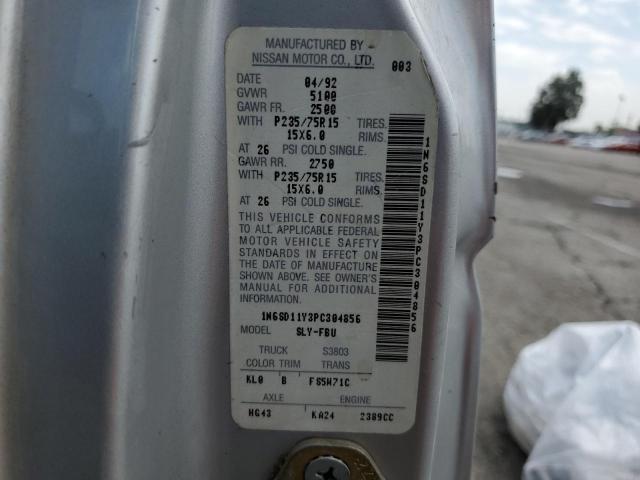 MANUFACTURED BY
NISSAN MOTOR CO., LTD. 003
DATE 04/92
GVWR 5100
GAWR FR. 2500
WITH P235/75R15 TIRES,
15X6.0 RIMS,
AT 26 PSI COLD SINGLE.
GAWR RR. 2750
WITH P235/75R15 TIRES,
15X6.0 RIMS,
AT 26 PSI COLD SINGLE.
THIS VEHICLE CONFORMS
TO ALL APPLICABLE FEDERAL
MOTOR VEHICLE SAFETY
STANDARDS IN EFFECT ON
THE DATE OF MANUFACTURE
SHOWN ABOVE. SEE OWNER'S
MANUAL FOR ADDITIONAL
INFORMATION.
1N6SD11Y3PC304856
MODEL SLY-FBU
TRUCK S3803
COLOR TRIM TRANS
KL0 B FS5W71C
AXLE ENGINE
HG43 KA24 2389CC
1N6SD11Y3PC304856